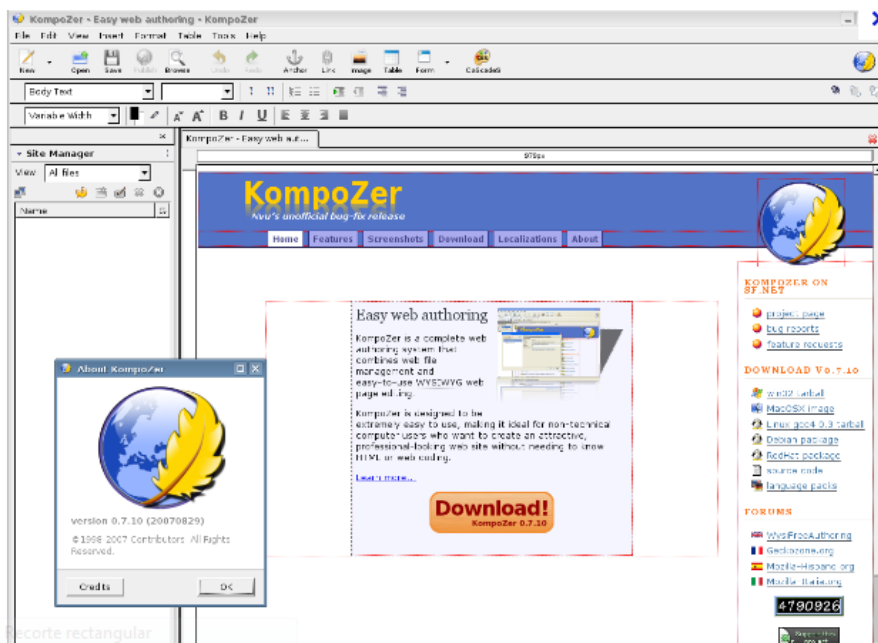 KompoZer - Easy web authoring - KompoZer
File Edit View Insert Format Table Tools Help
New Open Save Publish Browse Undo Redo Anchor Link Image Table Form CaScadeS
Body Text
Variable Width
B I U
KompoZer - Easy web aut...
Site Manager
979px
View All files
Name
KompoZer
Nvu's unofficial bug-fix release
Home Features Screenshots Download Localizations About
KOMPOZER ON
SF.NET
project page
bug reports
feature requests
Easy web authoring
KompoZer is a complete web
authoring system that
combines web file
management and
easy-to-use WYSIWYG web
page editing.
KompoZer is designed to be
extremely easy to use, making it ideal for non-technical
computer users who want to create an attractive,
professional-looking web site without needing to know
HTML or web coding.
Learn more...
Download!
KompoZer 0.7.10
DOWNLOAD V0.7.10
win32 tarball
MacOSX image
Linux gcc4 0.3 tarball
Debian package
RedHat package
source code
language packs
FORUMS
WysiFreeAuthoring
Geckozone.org
Mozilla-Hispano.org
Mozilla-Italia.org
4790926
About KompoZer
version 0.7.10 (20070829)
©1998-2007 Contributors. All Rights
Reserved.
Credits OK
Recorte rectangular